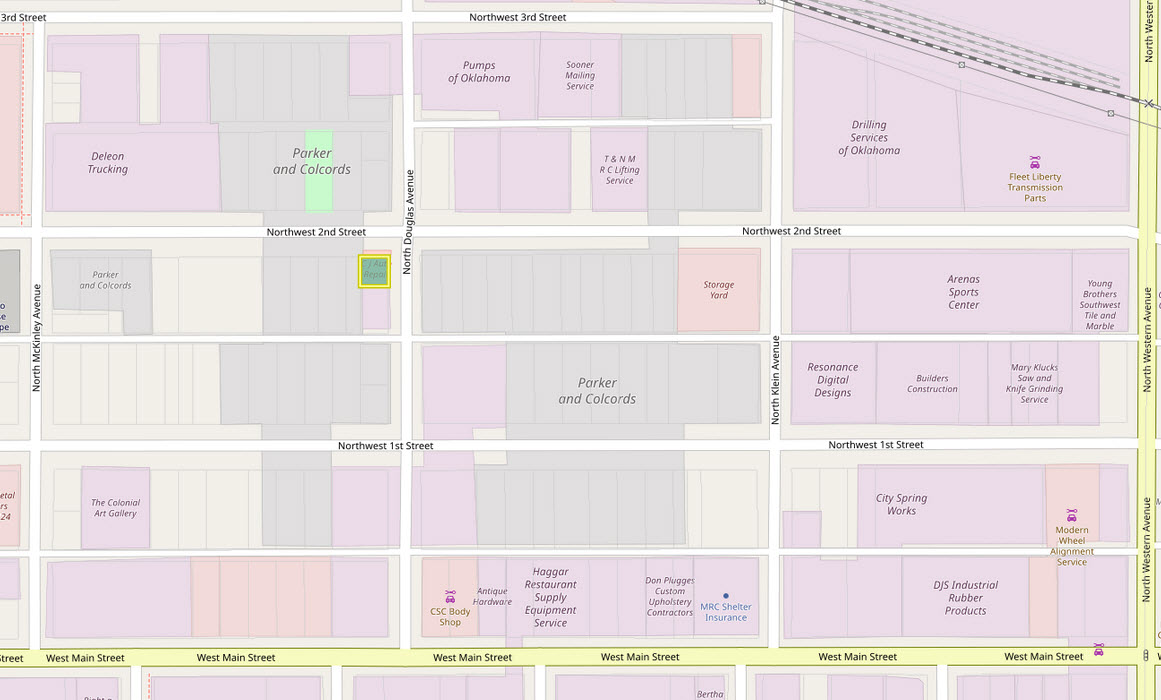 3rd Street
Northwest 3rd Street
North Wester
Pumps
of Oklahoma
Sooner
Mailing
Service
Drilling
Services
of Oklahoma
Deleon
Trucking
Parker
and Colcords
T & N M
R C Lifting
Service
Fleet Liberty
Transmission
Parts
North Douglas Avenue
Northwest 2nd Street
Northwest 2nd Street
Parker
and Colcords
Repair
Storage
Yard
Arenas
Sports
Center
Young
Brothers
Southwest
Tile and
Marble
North McKinley Avenue
North Klein Avenue
North Western Avenue
o
se
pe
Parker
and Colcords
Resonance
Digital
Designs
Builders
Construction
Mary Klucks
Saw and
Knife Grinding
Service
Northwest 1st Street
Northwest 1st Street
etal
rs
24
The Colonial
Art Gallery
City Spring
Works
Modern
Wheel
Alignment
Service
North Western Avenue
CSC Body
Shop
Antique
Hardware
Haggar
Restaurant
Supply
Equipment
Service
Don Plugges
Custom
Upholstery
Contractors
MRC Shelter
Insurance
DJS Industrial
Rubber
Products
Street
West Main Street
West Main Street
West Main Street
West Main Street
West Main Street
West Main Street
Bertha